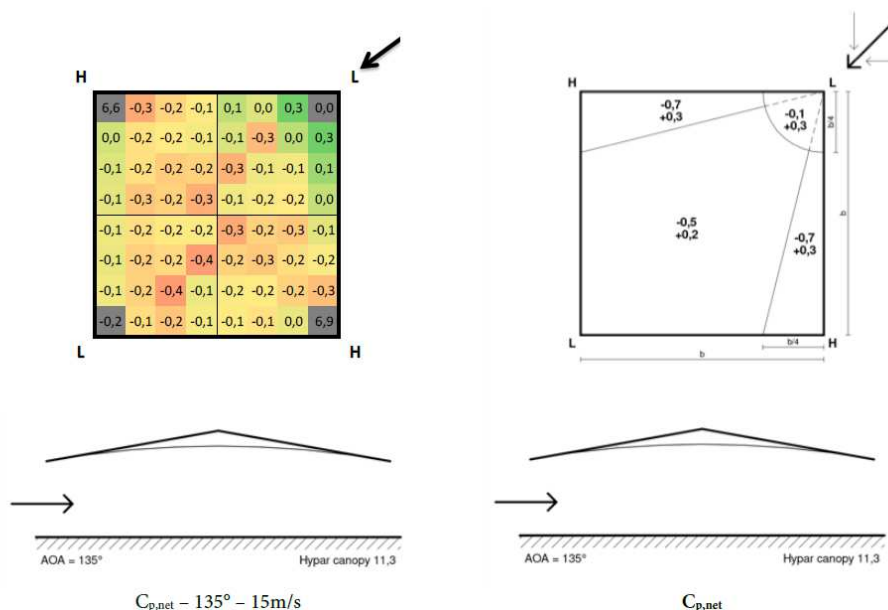 H L
6,6 -0,3 -0,2 -0,1 0,1 0,0 0,3 0,0
0,0 -0,2 -0,2 -0,1 -0,1 -0,3 0,0 0,3
-0,1 -0,2 -0,2 -0,2 -0,3 -0,1 -0,1 0,1
-0,1 -0,3 -0,2 -0,3 -0,1 -0,2 -0,2 0,0
-0,1 -0,2 -0,2 -0,2 -0,3 -0,2 -0,3 -0,1
-0,1 -0,2 -0,2 -0,4 -0,2 -0,3 -0,2 -0,2
-0,1 -0,2 -0,4 -0,1 -0,2 -0,2 -0,2 -0,3
-0,2 -0,1 -0,2 -0,1 -0,1 -0,1 0,0 6,9
L H
AOA = 135° Hypar canopy 11,3
Cp,net – 135° – 15m/s
H L
-0,7
+0,3
-0,1
+0,3
b/4
b
-0,5
+0,2
-0,7
+0,3
L H
b/4
b
AOA = 135° Hypar canopy 11,3
Cp,net